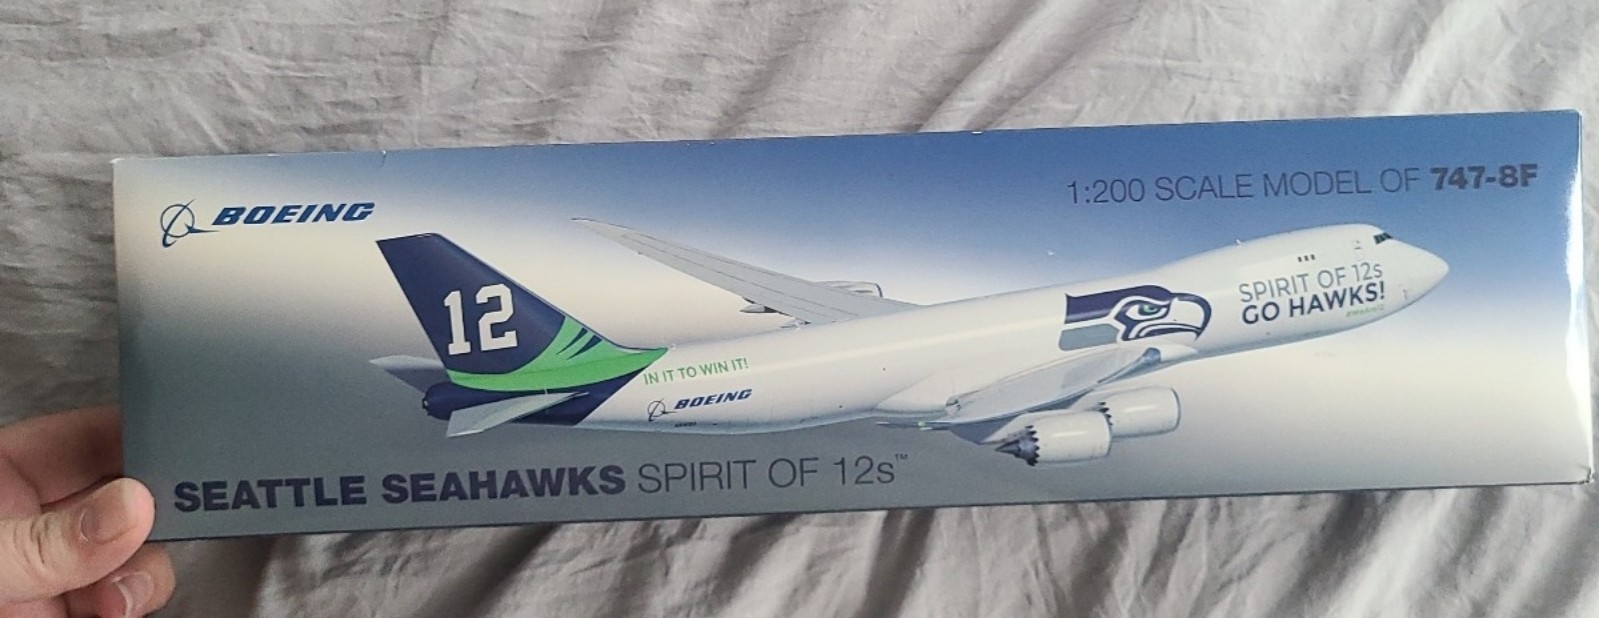 BOEING
1:200 SCALE MODEL OF 747-8F
12
SPIRIT OF 12s
GO HAWKS!
IN IT TO WIN IT!
BOEING
SEATTLE SEAHAWKS SPIRIT OF 12s™